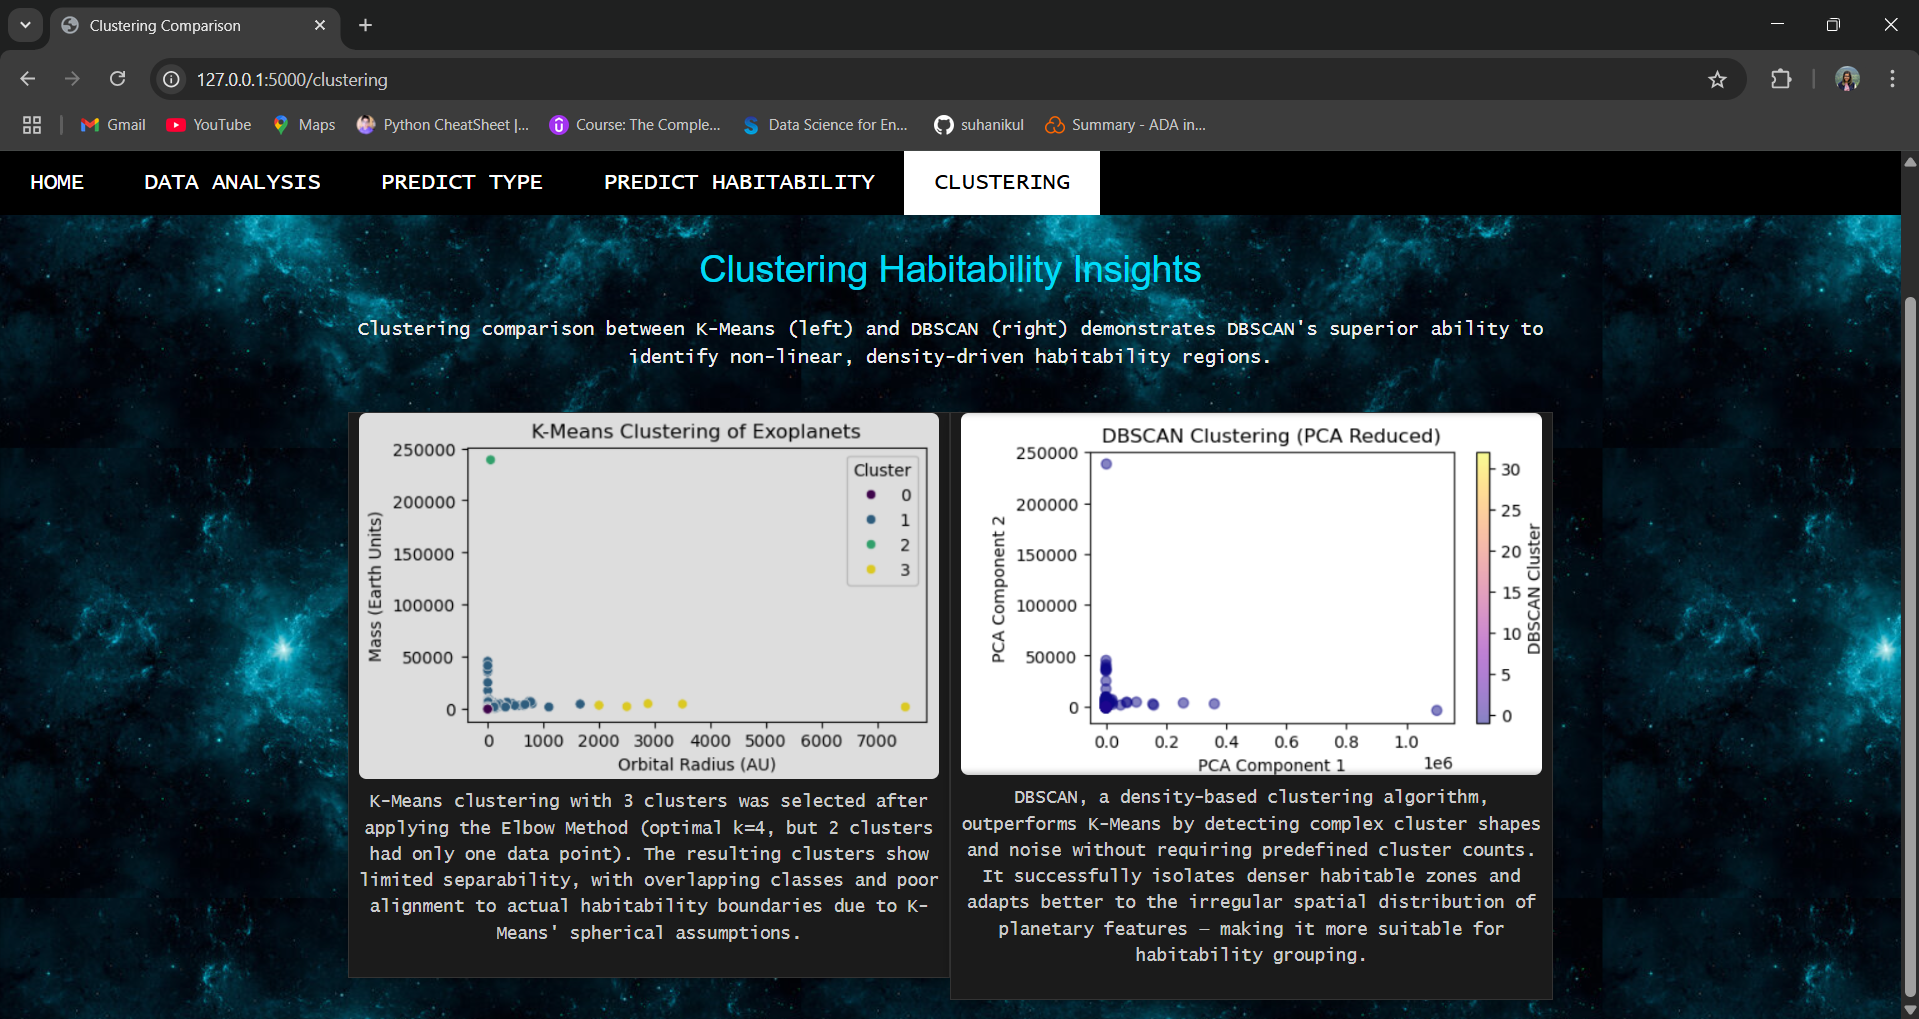 Clustering Comparison
127.0.0.1:5000/clustering
Gmail
YouTube
Maps
Python CheatSheet |...
Course: The Comple...
Data Science for En...
suhanikul
Summary - ADA in...
HOME
DATA ANALYSIS
PREDICT TYPE
PREDICT HABITABILITY
CLUSTERING
Clustering Habitability Insights
Clustering comparison between K-Means (left) and DBSCAN (right) demonstrates DBSCAN's superior ability to
identify non-linear, density-driven habitability regions.
K-Means Clustering of Exoplanets
250000
200000
150000
100000
50000
0
Mass (Earth Units)
Cluster
0
1
2
3
0 1000 2000 3000 4000 5000 6000 7000
Orbital Radius (AU)
K-Means clustering with 3 clusters was selected after
applying the Elbow Method (optimal k=4, but 2 clusters
had only one data point). The resulting clusters show
limited separability, with overlapping classes and poor
alignment to actual habitability boundaries due to K-
Means' spherical assumptions.
DBSCAN Clustering (PCA Reduced)
250000
200000
150000
100000
50000
0
PCA Component 2
0.0 0.2 0.4 0.6 0.8 1.0
PCA Component 1
1e6
30
25
20
15
10
5
0
DBSCAN Cluster
DBSCAN, a density-based clustering algorithm,
outperforms K-Means by detecting complex cluster shapes
and noise without requiring predefined cluster counts.
It successfully isolates denser habitable zones and
adapts better to the irregular spatial distribution of
planetary features — making it more suitable for
habitability grouping.